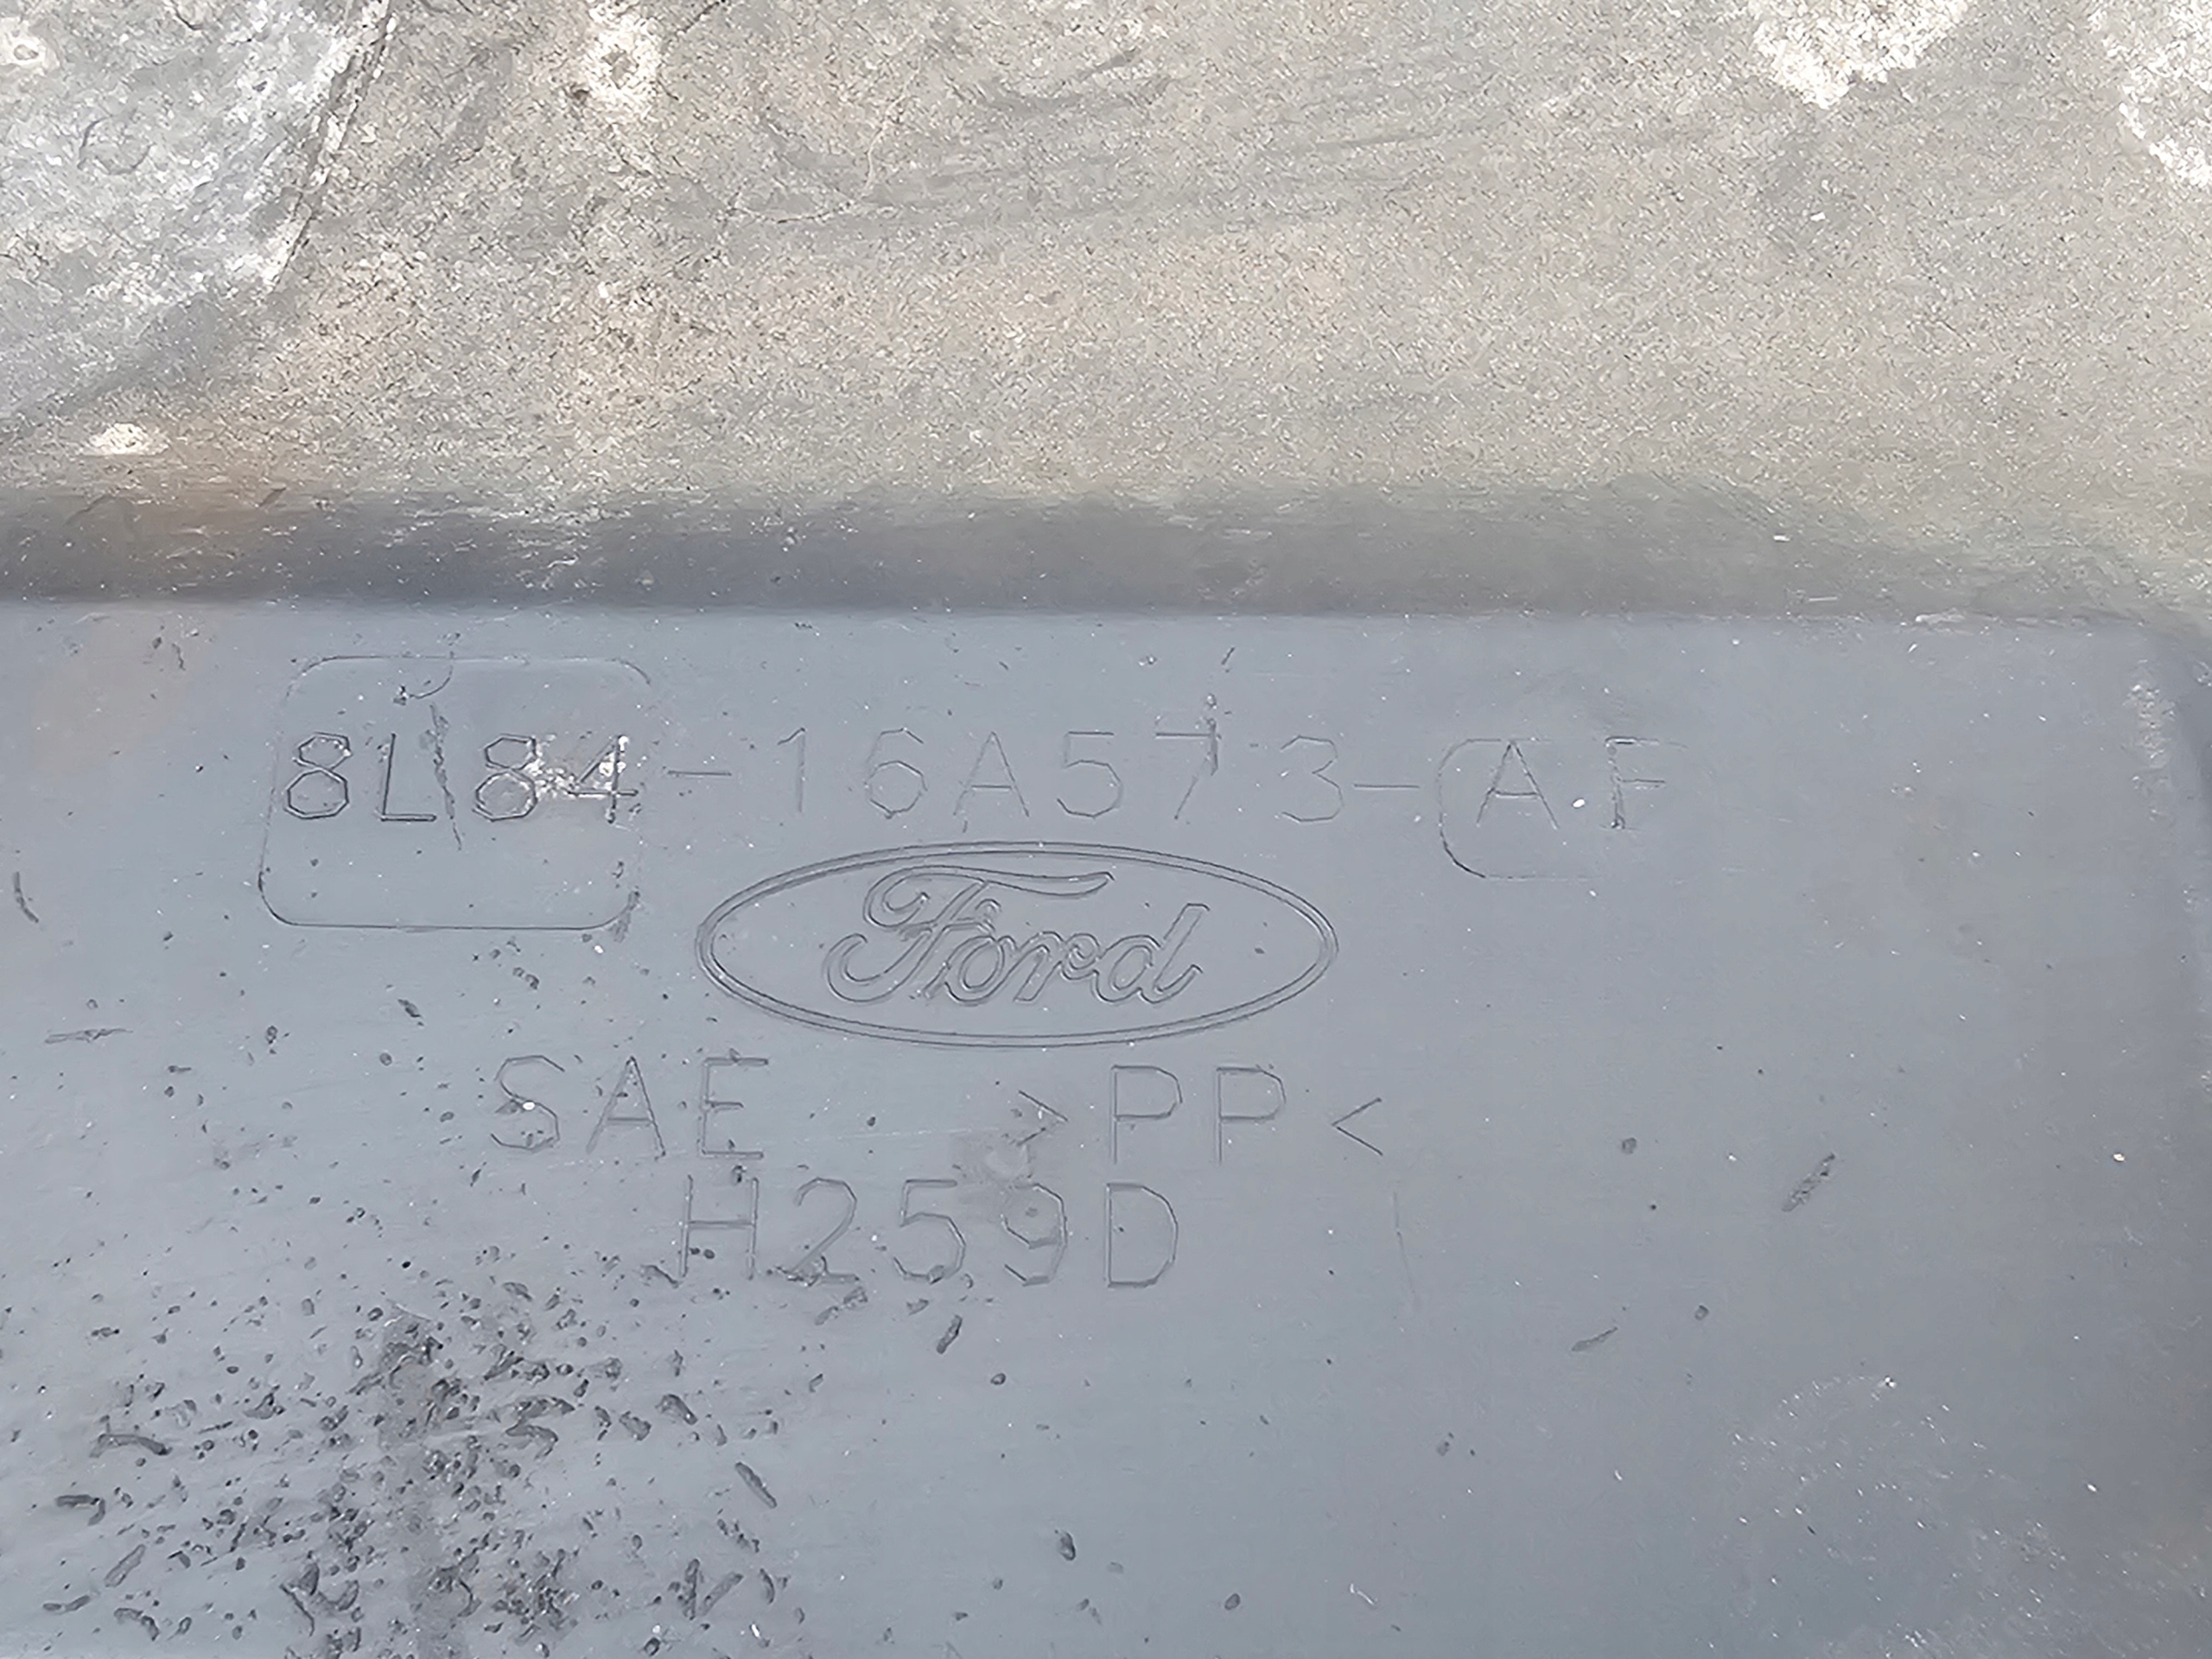 8L84-16A573-AF
Ford
SAE >PP<
H259D